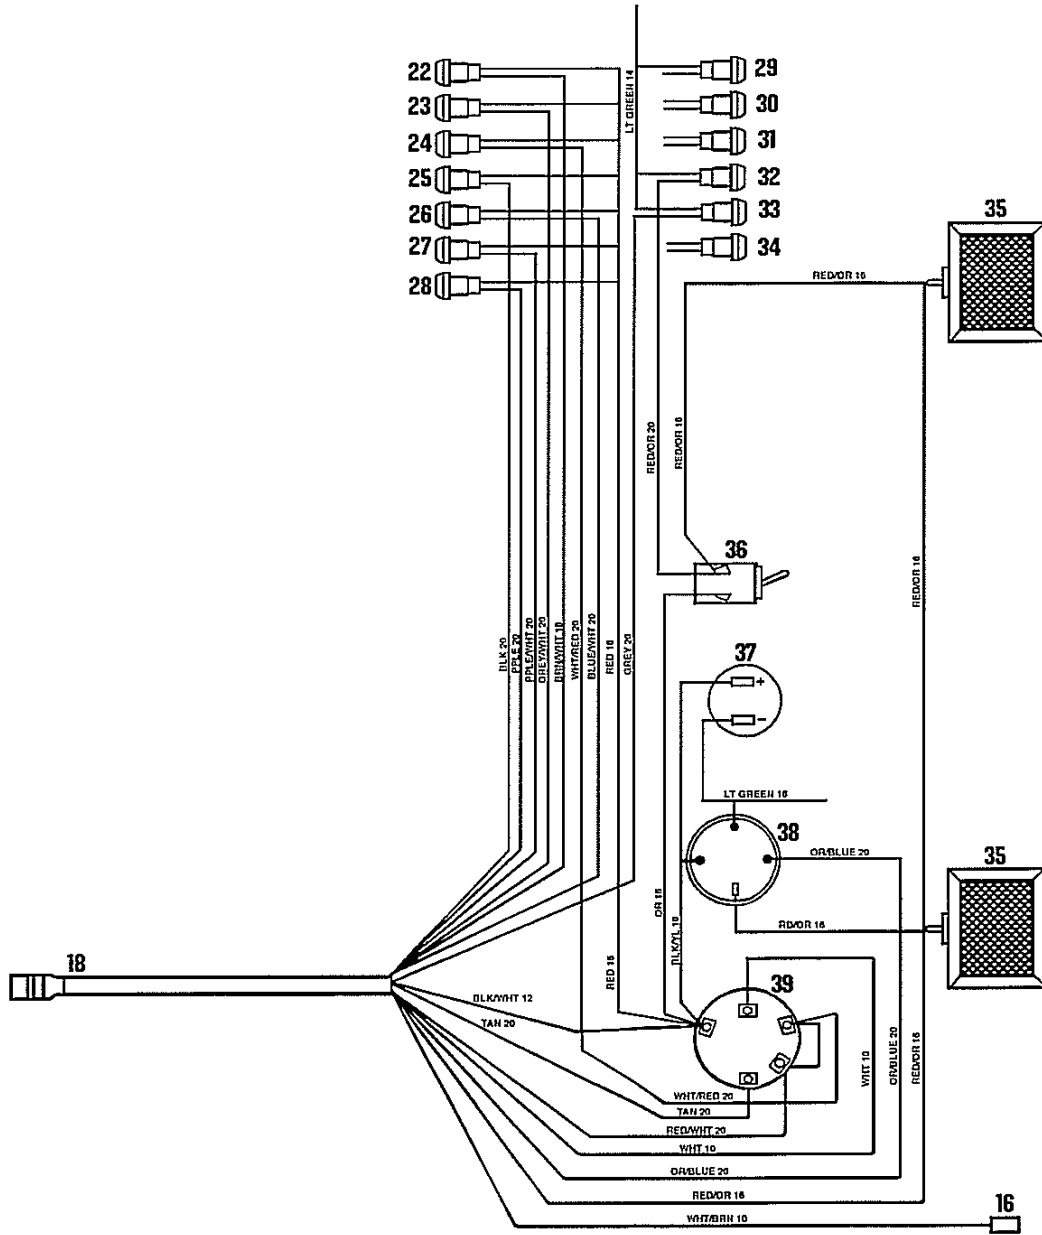 22
23
24
25
26
27
28
LT GREEN 14
29
30
31
32
33
34
35
RED/OR 16
RED/OR 20
RED/OR 16
36
RED/OR 16
BLK 20
PPLE 20
PPLE/WHT 20
GREY/WHT 20
BRN/WHT 10
WHT/RED 20
BLUE/WHT 20
RED 16
GREY 20
37
+
-
LT GREEN 16
38
OR/BLUE 20
35
RD/OR 16
OR 16
BLK/YL 10
RED 16
18
BLK/WHT 12
TAN 20
39
WHT 10
OR/BLUE 20
RED/OR 16
WHT/RED 20
TAN 20
RED/WHT 20
WHT 10
OR/BLUE 20
RED/OR 16
WHT/BRN 10
16